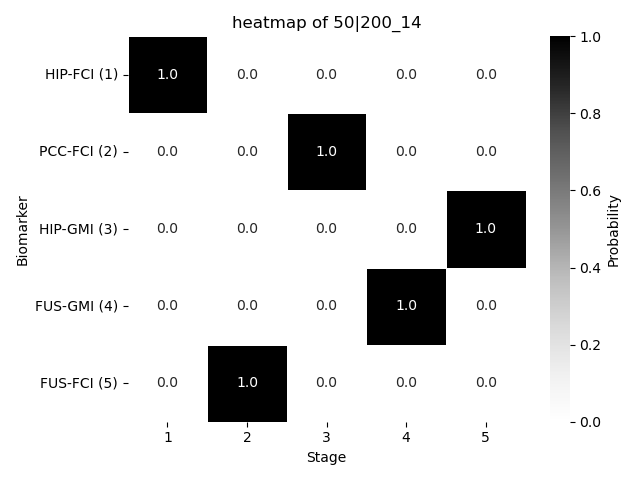 heatmap of 50|200_14
HIP-FCI (1)
1.0 0.0 0.0 0.0 0.0
PCC-FCI (2)
0.0 0.0 1.0 0.0 0.0
HIP-GMI (3)
0.0 0.0 0.0 0.0 1.0
FUS-GMI (4)
0.0 0.0 0.0 1.0 0.0
FUS-FCI (5)
0.0 1.0 0.0 0.0 0.0
Biomarker
1 2 3 4 5
Stage
1.0
0.8
0.6
0.4
0.2
0.0
Probability